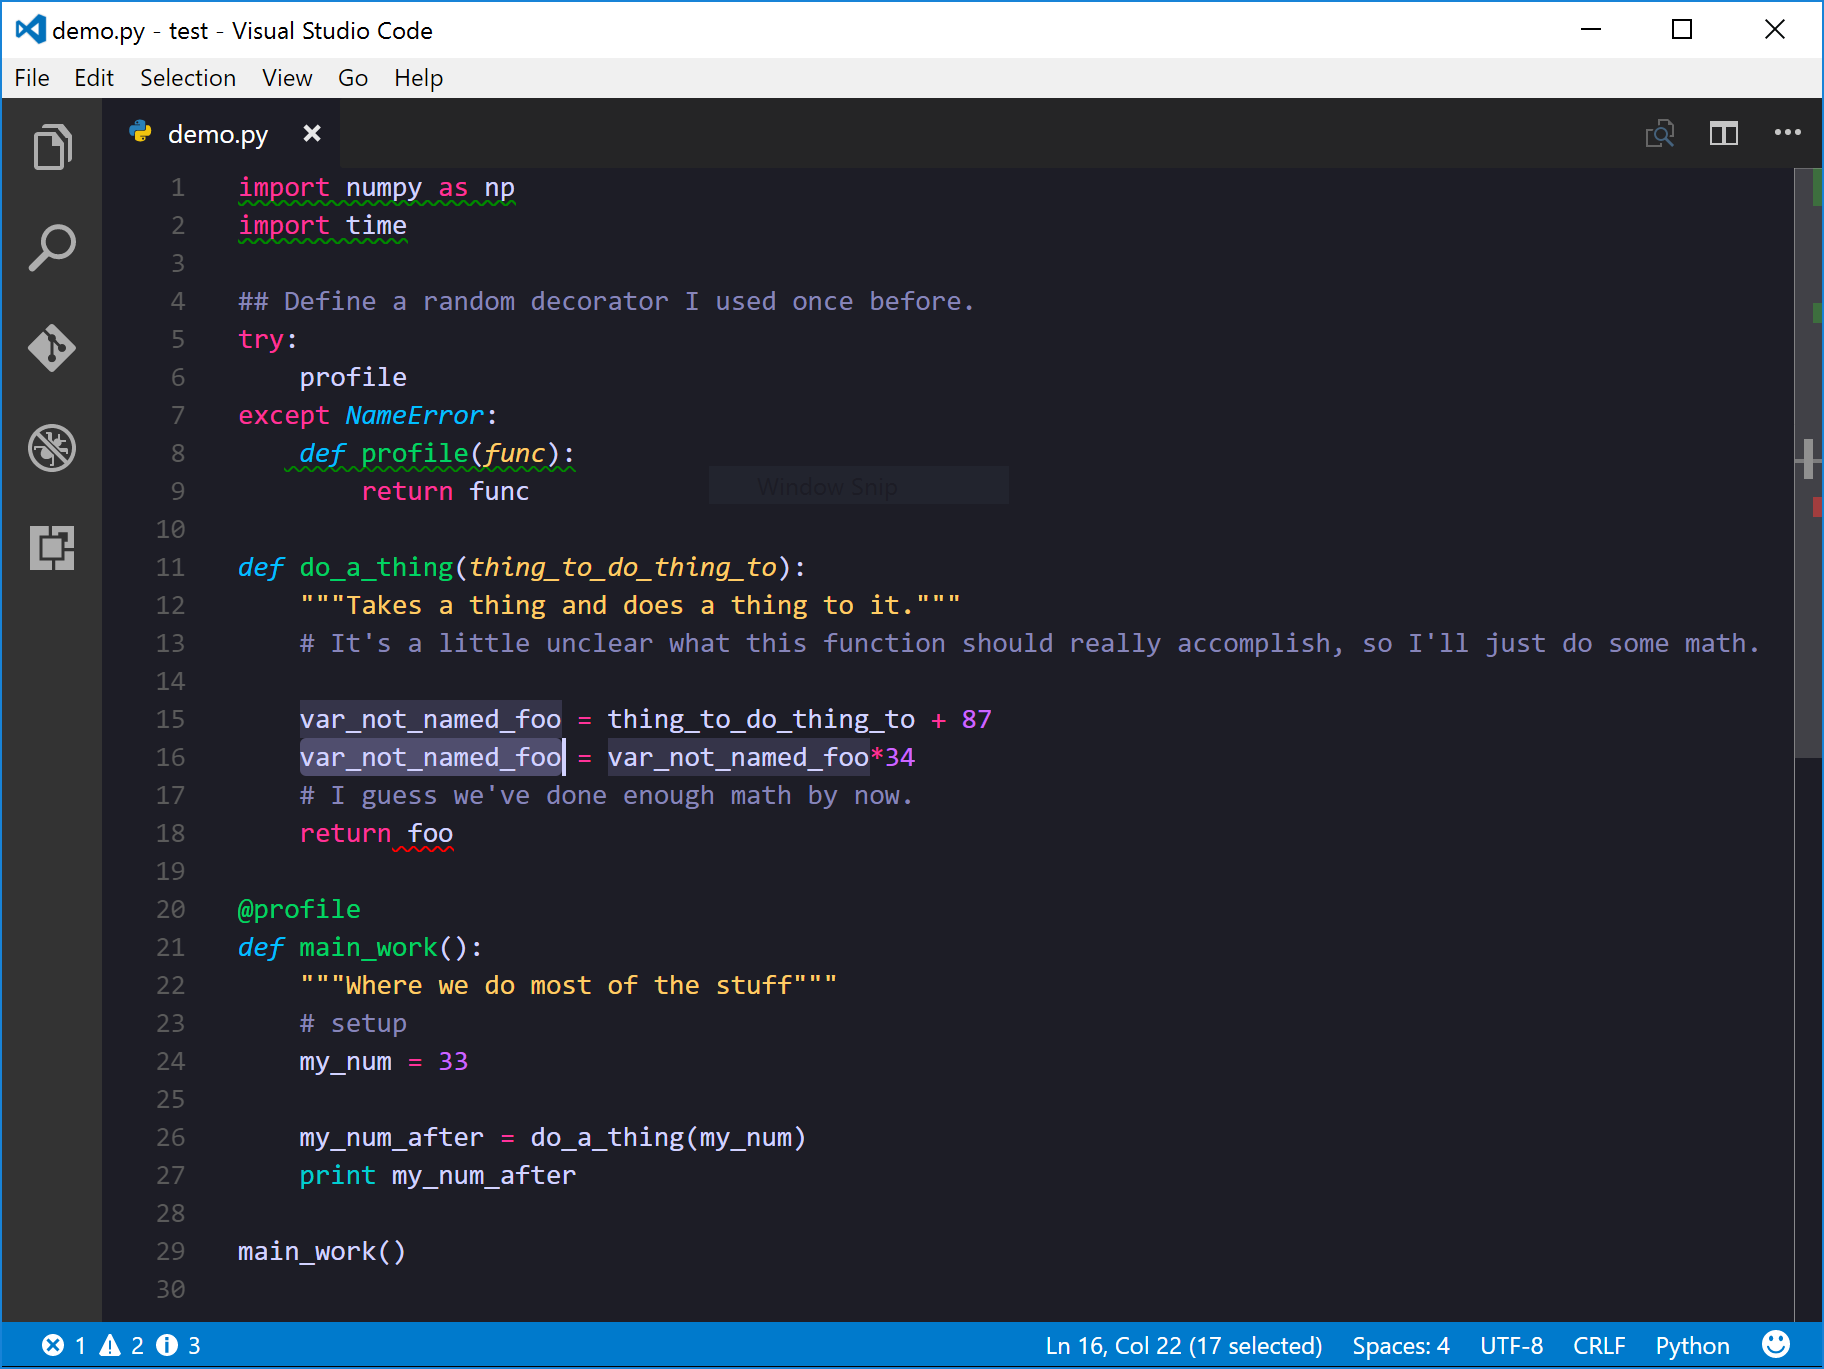 demo.py - test - Visual Studio Code
File Edit Selection View Go Help
demo.py
1 import numpy as np
2 import time
3
4 ## Define a random decorator I used once before.
5 try:
6     profile
7 except NameError:
8     def profile(func):
9         return func
Window Snip
10
11 def do_a_thing(thing_to_do_thing_to):
12     """Takes a thing and does a thing to it."""
13     # It's a little unclear what this function should really accomplish, so I'll just do some math.
14
15     var_not_named_foo = thing_to_do_thing_to + 87
16     var_not_named_foo = var_not_named_foo*34
17     # I guess we've done enough math by now.
18     return foo
19
20 @profile
21 def main_work():
22     """Where we do most of the stuff"""
23     # setup
24     my_num = 33
25
26     my_num_after = do_a_thing(my_num)
27     print my_num_after
28
29 main_work()
30
1 2 3 Ln 16, Col 22 (17 selected) Spaces: 4 UTF-8 CRLF Python